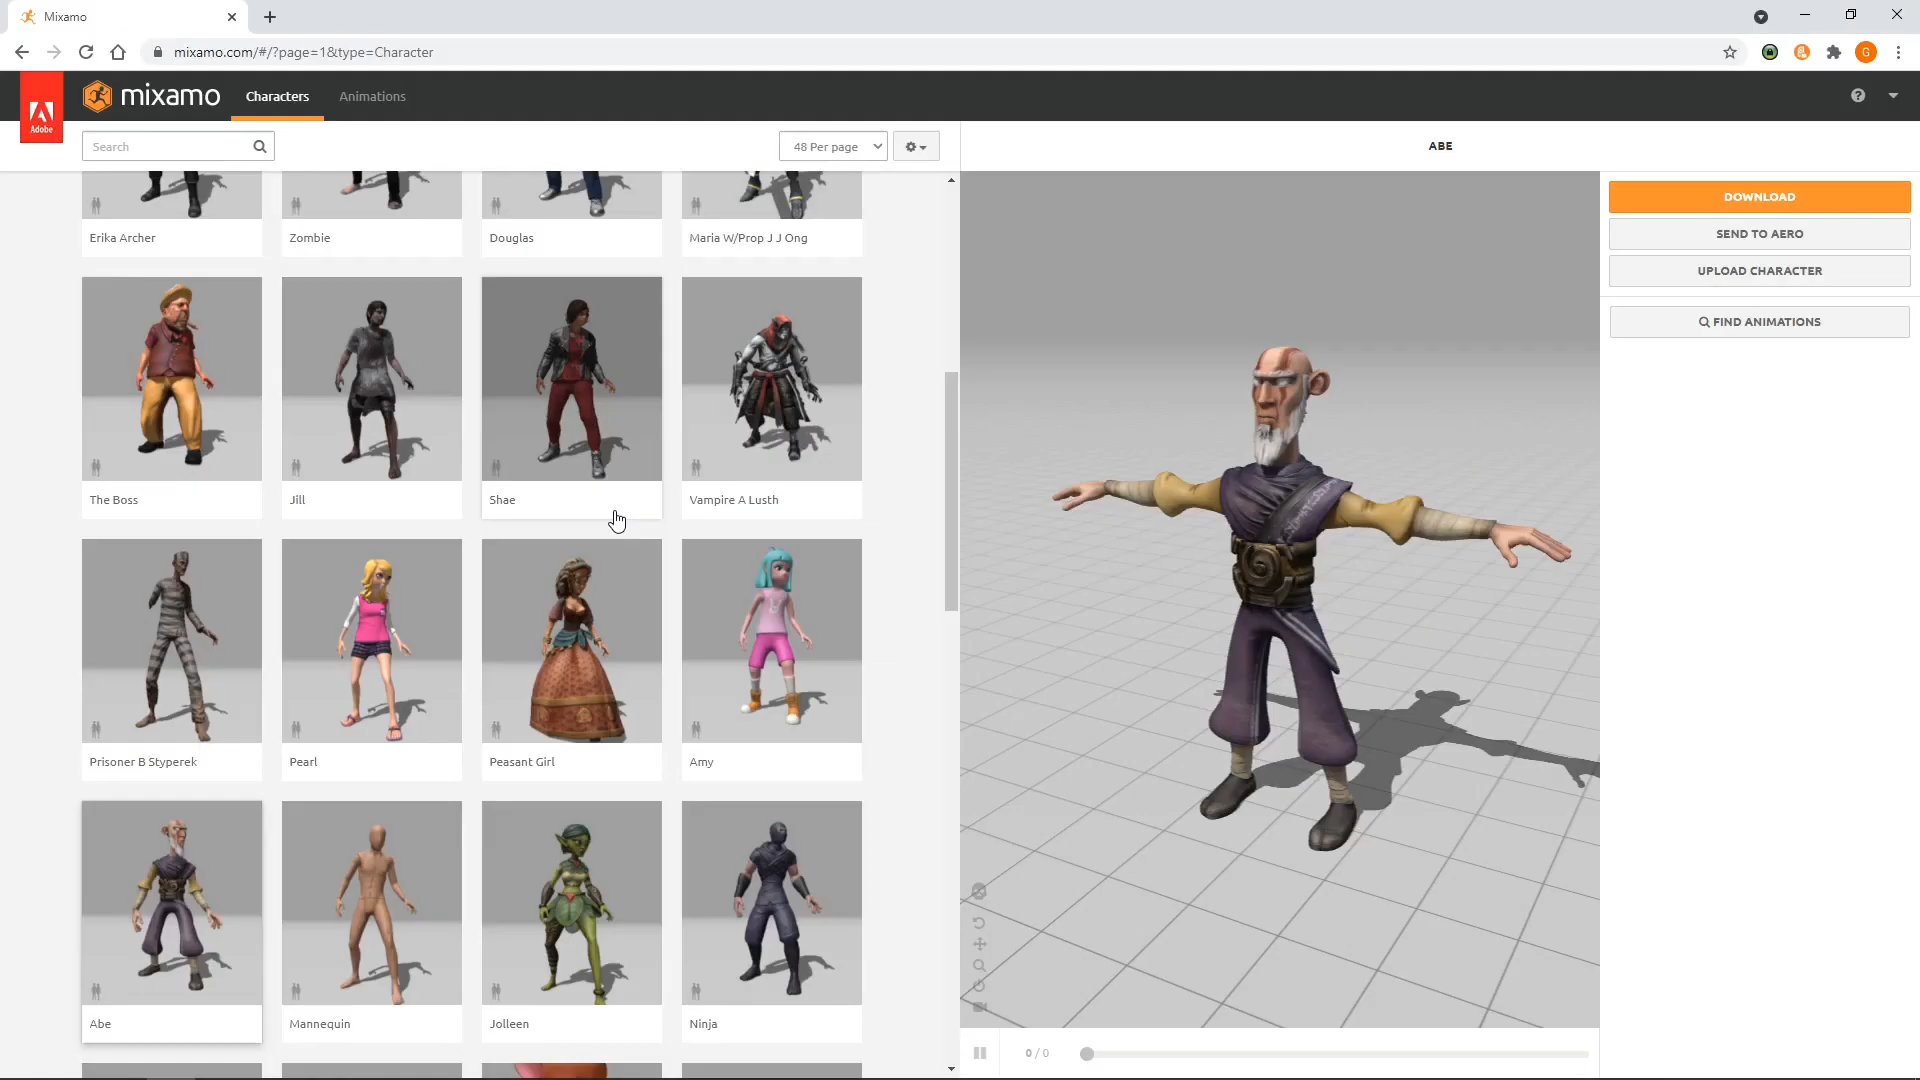 Mixamo
mixamo.com/#/?page=1&type=Character
G
Adobe
mixamo
Characters
Animations
Search
48 Per page
ABE
Erika Archer
Zombie
Douglas
Maria W/Prop J J Ong
The Boss
Jill
Shae
Vampire A Lusth
Prisoner B Styperek
Pearl
Peasant Girl
Amy
Abe
Mannequin
Jolleen
Ninja
DOWNLOAD
SEND TO AERO
UPLOAD CHARACTER
FIND ANIMATIONS
0 / 0